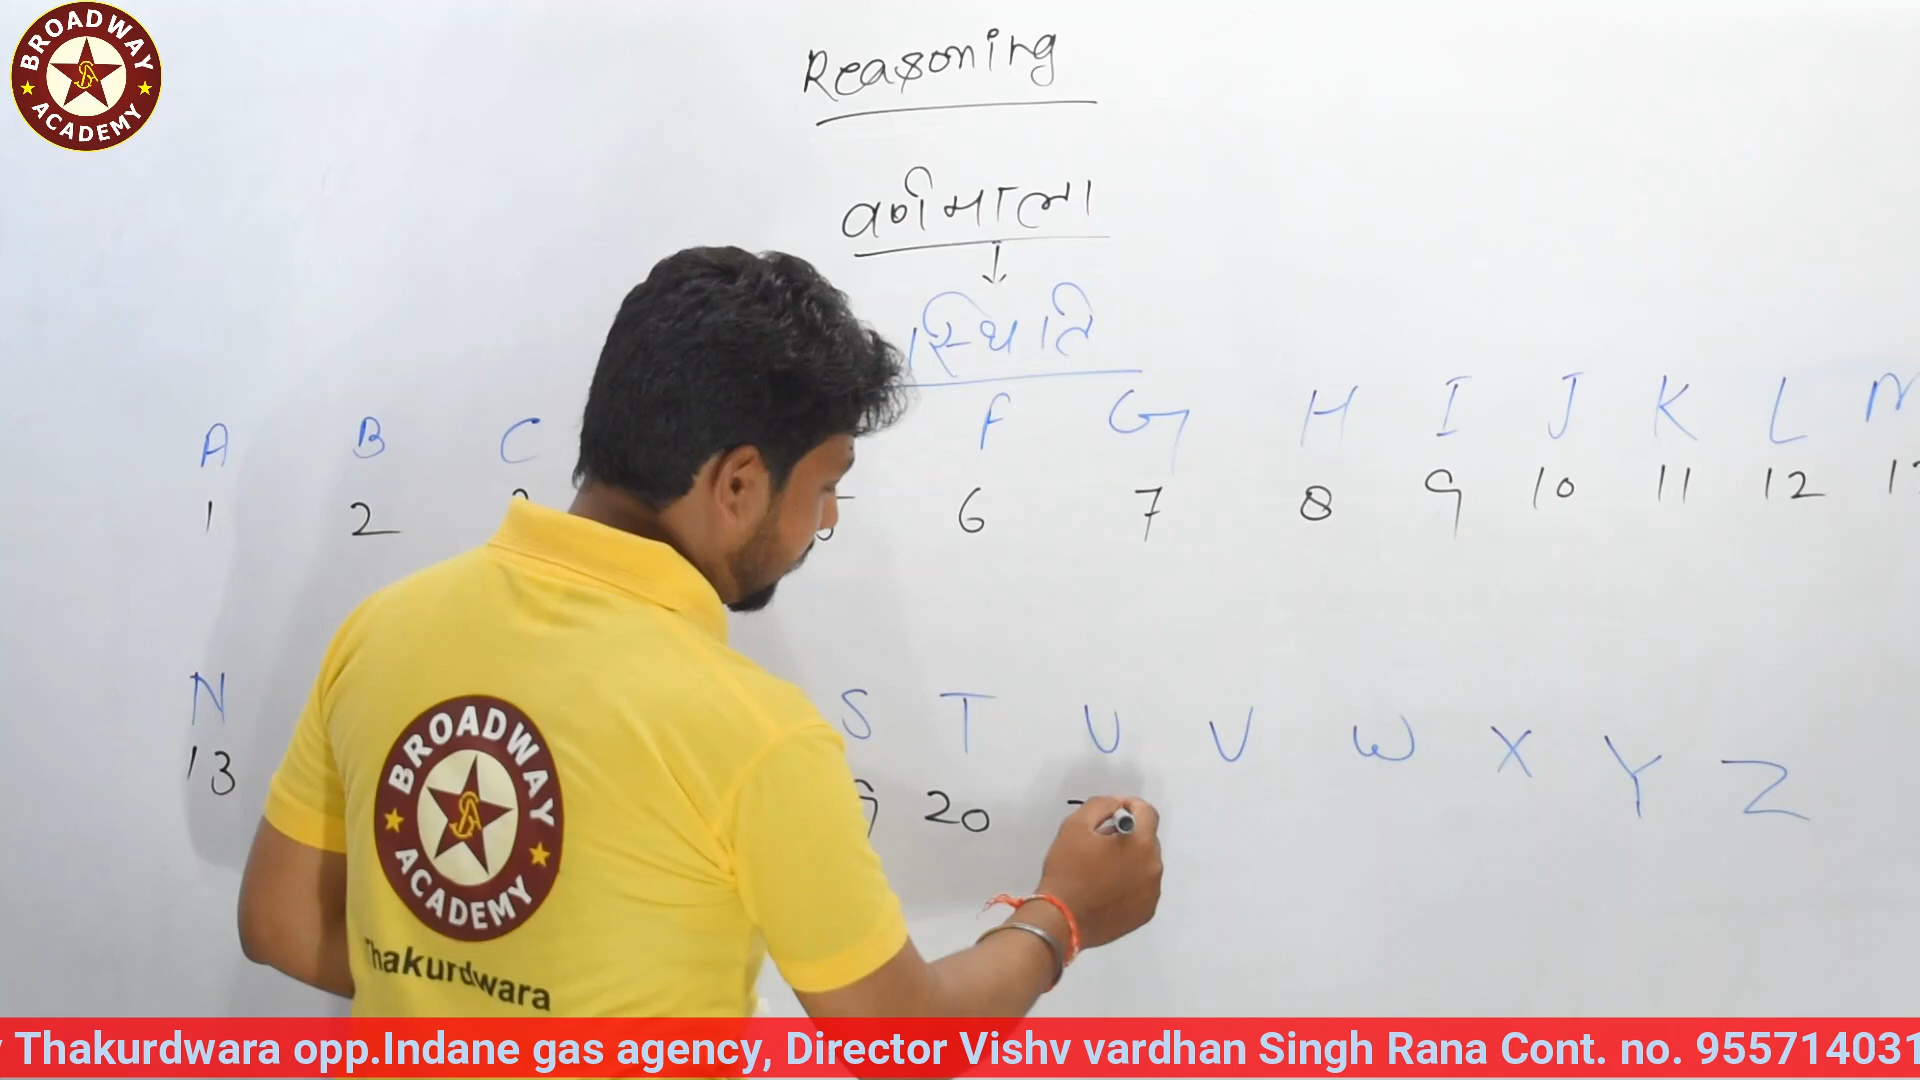 BROADWAY ACADEMY
Reasoning
वर्णमाला
स्थिति
A B C F G H I J K L M
1 2 6 7 8 9 10 11 12
N S T U V W X Y Z
13 20
BROADWAY ACADEMY
Thakurdwara
Thakurdwara opp.Indane gas agency, Director Vishv vardhan Singh Rana Cont. no. 955714031